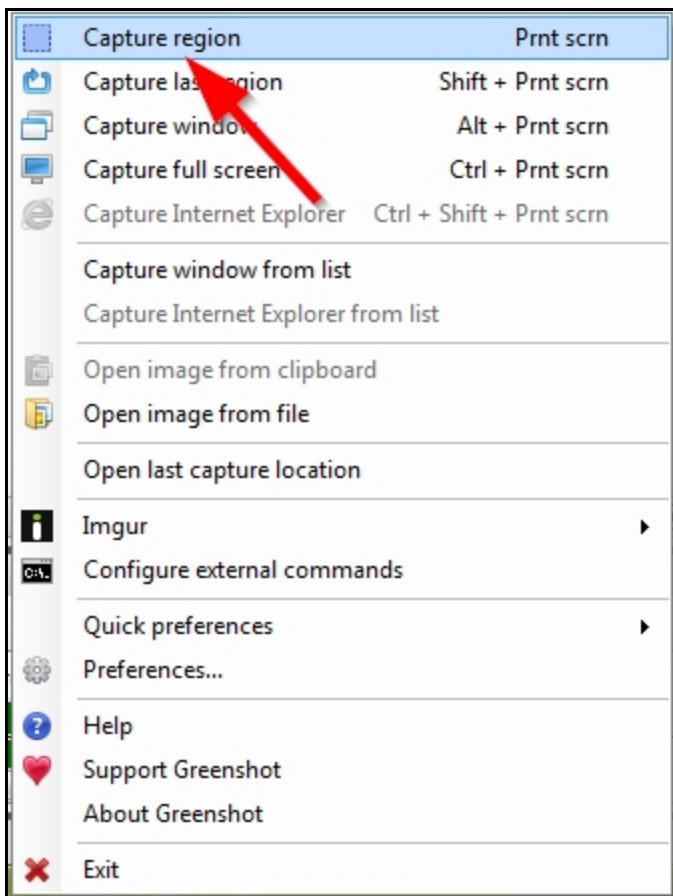 Capture region Prnt scrn
Capture last region Shift + Prnt scrn
Capture window Alt + Prnt scrn
Capture full screen Ctrl + Prnt scrn
Capture Internet Explorer Ctrl + Shift + Prnt scrn
Capture window from list
Capture Internet Explorer from list
Open image from clipboard
Open image from file
Open last capture location
Imgur
C:\. Configure external commands
Quick preferences
Preferences...
Help
Support Greenshot
About Greenshot
Exit